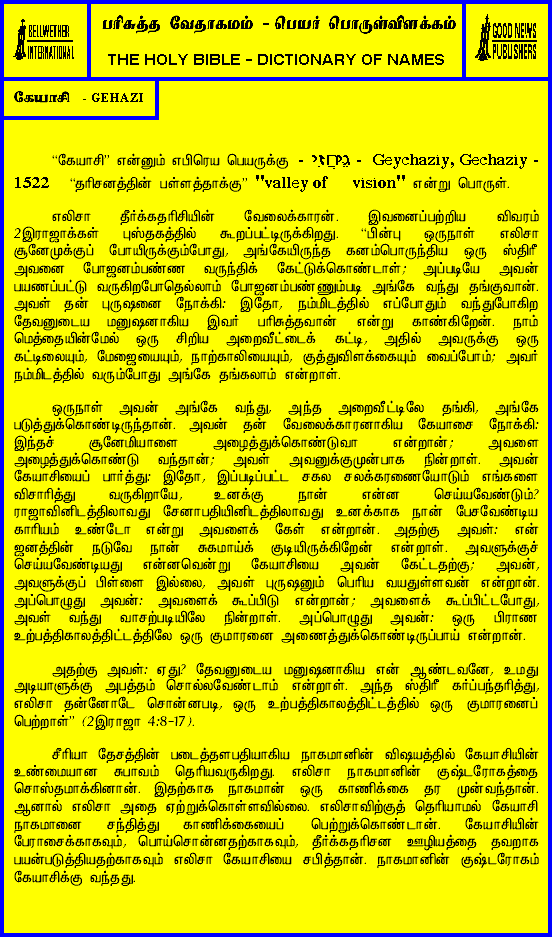 BELLWETHER
INTERNATIONAL
பரிசுத்த வேதாகமம் - பெயர் பொருள்விளக்கம்
THE HOLY BIBLE - DICTIONARY OF NAMES
GOOD NEWS
PUBLISHERS
கேயாசி - GEHAZI
“கேயாசி” என்னும் எபிரெய பெயருக்கு - גֵּיחֲזִי - Geychaziy, Gechaziy -
1522 “தரிசனத்தின் பள்ளத்தாக்கு” "valley of vision" என்று பொருள்.
எலிசா தீர்க்கதரிசியின் வேலைக்காரன். இவனைப்பற்றிய விவரம்
2இராஜாக்கள் புஸ்தகத்தில் கூறப்பட்டிருக்கிறது. “பின்பு ஒருநாள் எலிசா
சூனேமுக்குப் போயிருக்கும்போது, அங்கேயிருந்த கனம்பொருந்திய ஒரு ஸ்திரீ
அவனை போஜனம்பண்ண வருந்திக் கேட்டுக்கொண்டாள்; அப்படியே அவன்
பயணப்பட்டு வருகிறபோதெல்லாம் போஜனம்பண்ணும்படி அங்கே வந்து தங்குவான்.
அவள் தன் புருஷனை நோக்கி: இதோ, நம்மிடத்தில் எப்போதும் வந்துபோகிற
தேவனுடைய மனுஷனாகிய இவர் பரிசுத்தவான் என்று காண்கிறேன். நாம்
மெத்தையின்மேல் ஒரு சிறிய அறைவீட்டைக் கட்டி, அதில் அவருக்கு ஒரு
கட்டிலையும், மேஜையையும், நாற்காலியையும், குத்துவிளக்கையும் வைப்போம்; அவர்
நம்மிடத்தில் வரும்போது அங்கே தங்கலாம் என்றாள்.
ஒருநாள் அவன் அங்கே வந்து, அந்த அறைவீட்டிலே தங்கி, அங்கே
படுத்துக்கொண்டிருந்தான். அவன் தன் வேலைக்காரனாகிய கேயாசை நோக்கி:
இந்தச் சூனேமியாளை அழைத்துக்கொண்டுவா என்றான்; அவளை
அழைத்துக்கொண்டு வந்தான்; அவள் அவனுக்குமுன்பாக நின்றாள். அவன்
கேயாசியைப் பார்த்து: இதோ, இப்படிப்பட்ட சகல சலக்கரணையோடும் எங்களை
விசாரித்து வருகிறாயே, உனக்கு நான் என்ன செய்யவேண்டும்?
ராஜாவினிடத்திலாவது சேனாபதியினிடத்திலாவது உனக்காக நான் பேசவேண்டிய
காரியம் உண்டோ என்று அவளைக் கேள் என்றான். அதற்கு அவள்: என்
ஜனத்தின் நடுவே நான் சுகமாய்க் குடியிருக்கிறேன் என்றாள். அவளுக்குச்
செய்யவேண்டியது என்னவென்று கேயாசியை அவன் கேட்டதற்கு; அவன்,
அவளுக்குப் பிள்ளை இல்லை, அவள் புருஷனும் பெரிய வயதுள்ளவன் என்றான்.
அப்பொழுது அவன்: அவளைக் கூப்பிடு என்றான்; அவளைக் கூப்பிட்டபோது,
அவள் வந்து வாசற்படியிலே நின்றாள். அப்பொழுது அவன்: ஒரு பிராண
உற்பத்திகாலத்திட்டத்திலே ஒரு குமாரனை அணைத்துக்கொண்டிருப்பாய் என்றான்.
அதற்கு அவள்: ஏது? தேவனுடைய மனுஷனாகிய என் ஆண்டவனே, உமது
அடியாளுக்கு அபத்தம் சொல்லவேண்டாம் என்றாள். அந்த ஸ்திரீ கர்ப்பந்தரித்து,
எலிசா தன்னோடே சொன்னபடி, ஒரு உற்பத்திகாலத்திட்டத்தில் ஒரு குமாரனைப்
பெற்றாள்” (2இராஜா 4:8-17).
சீரியா தேசத்தின் படைத்தளபதியாகிய நாகமானின் விஷயத்தில் கேயாசியின்
உண்மையான சுபாவம் தெரியவருகிறது. எலிசா நாகமானின் குஷ்டரோகத்தை
சொஸ்தமாக்கினான். இதற்காக நாகமான் ஒரு காணிக்கை தர முன்வந்தான்.
ஆனால் எலிசா அதை ஏற்றுக்கொள்ளவில்லை. எலிசாவிற்குத் தெரியாமல் கேயாசி
நாகமானை சந்தித்து காணிக்கையைப் பெற்றுக்கொண்டான். கேயாசியின்
பேராசைக்காகவும், பொய்சொன்னதற்காகவும், தீர்க்கதரிசன ஊழியத்தை தவறாக
பயன்படுத்தியதற்காகவும் எலிசா கேயாசியை சபித்தான். நாகமானின் குஷ்டரோகம்
கேயாசிக்கு வந்தது.